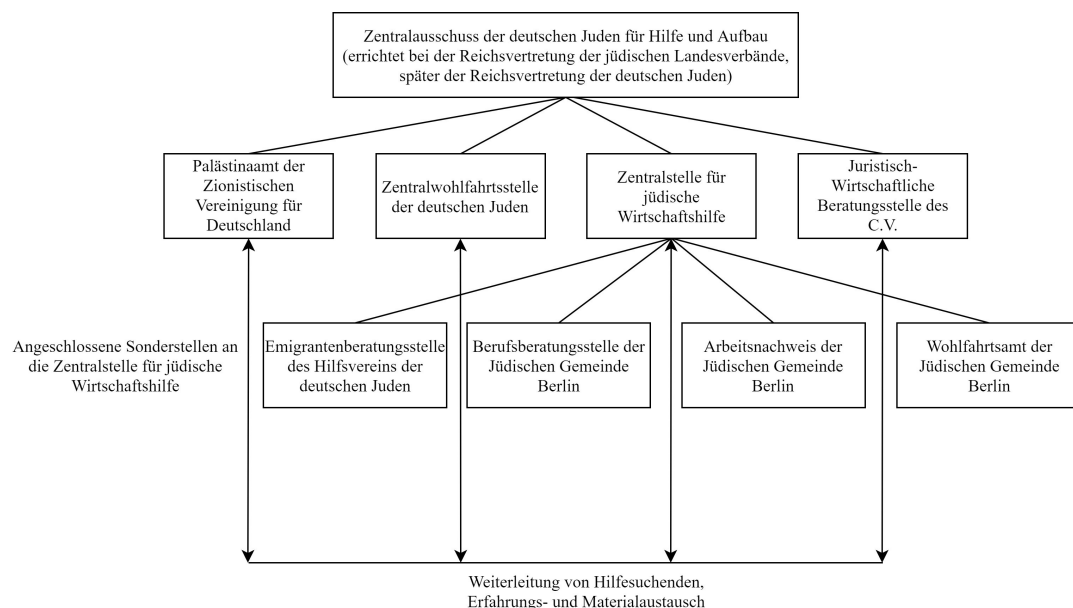 Zentralausschuss der deutschen Juden für Hilfe und Aufbau
(errichtet bei der Reichsvertretung der jüdischen Landesverbände,
später der Reichsvertretung der deutschen Juden)
Palästinaamt der
Zionistischen
Vereinigung für
Deutschland
Zentralwohlfahrtsstelle
der deutschen Juden
Zentralstelle für
jüdische
Wirtschaftshilfe
Juristisch-
Wirtschaftliche
Beratungsstelle des
C.V.
Angeschlossene Sonderstellen an
die Zentralstelle für jüdische
Wirtschaftshilfe
Emigrantenberatungsstelle
des Hilfsvereins der
deutschen Juden
Berufsberatungsstelle der
Jüdischen Gemeinde
Berlin
Arbeitsnachweis der
Jüdischen Gemeinde
Berlin
Wohlfahrtsamt der
Jüdischen Gemeinde
Berlin
Weiterleitung von Hilfesuchenden,
Erfahrungs- und Materialaustausch